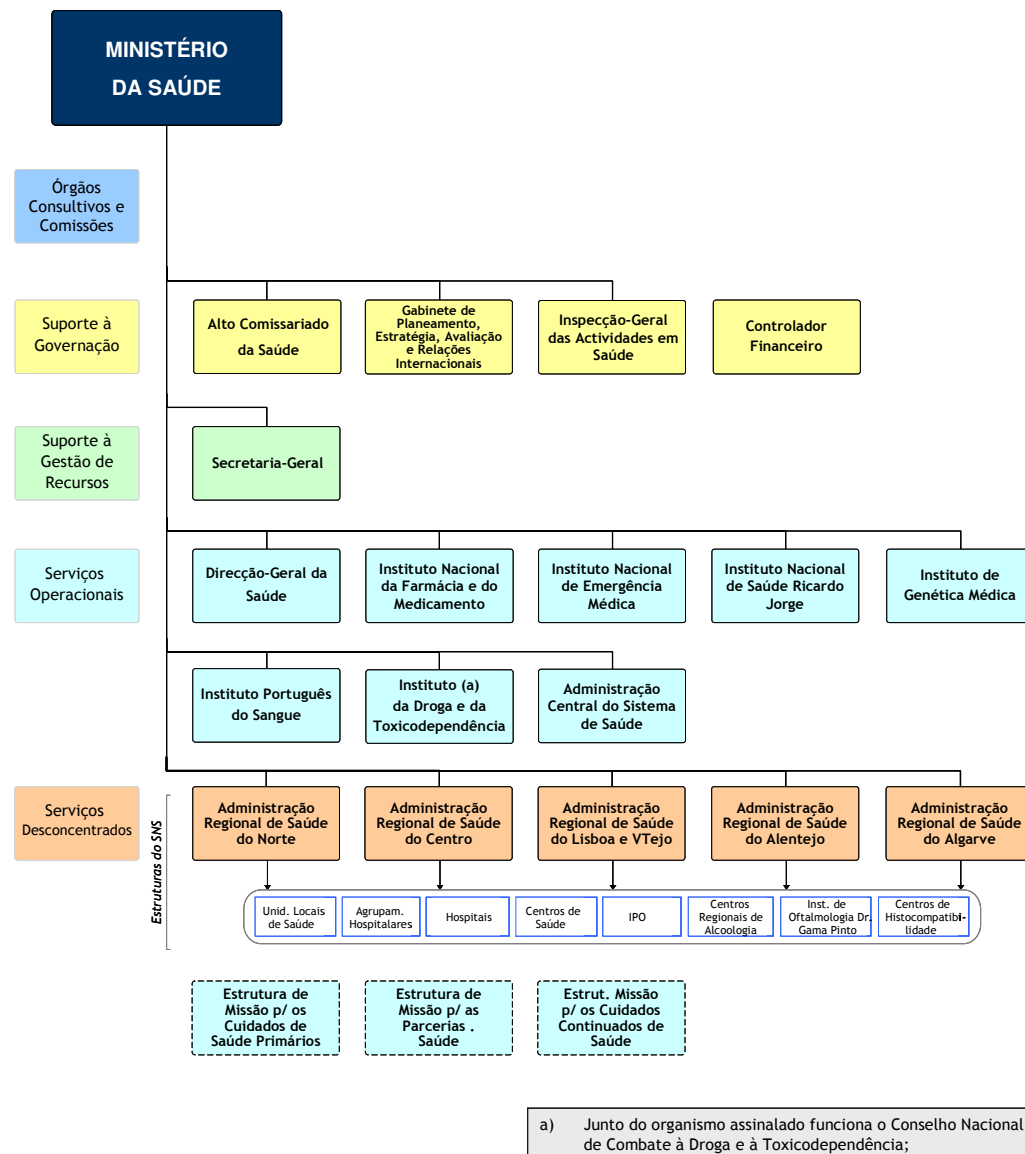 MINISTÉRIO
DA SAÚDE
Órgãos
Consultivos e
Comissões
Suporte à
Governação
Alto Comissariado
da Saúde
Gabinete de
Planeamento,
Estratégia, Avaliação
e Relações
Internacionais
Inspecção-Geral
das Actividades em
Saúde
Controlador
Financeiro
Suporte à
Gestão de
Recursos
Secretaria-Geral
Serviços
Operacionais
Direcção-Geral da
Saúde
Instituto Nacional
da Farmácia e do
Medicamento
Instituto Nacional
de Emergência
Médica
Instituto Nacional
de Saúde Ricardo
Jorge
Instituto de
Genética Médica
Instituto Português
do Sangue
Instituto (a)
da Droga e da
Toxicodependência
Administração
Central do Sistema
de Saúde
Serviços
Desconcentrados
Estruturas do SNS
Administração
Regional de Saúde
do Norte
Administração
Regional de Saúde
do Centro
Administração
Regional de Saúde
do Lisboa e VTejo
Administração
Regional de Saúde
do Alentejo
Administração
Regional de Saúde
do Algarve
Unid. Locais
de Saúde
Agrupam.
Hospitalares
Hospitais
Centros de
Saúde
IPO
Centros
Regionais de
Alcoologia
Inst. de
Oftalmologia Dr.
Gama Pinto
Centros de
Histocompatibi-
lidade
Estrutura de
Missão p/ os
Cuidados de
Saúde Primários
Estrutura de
Missão p/ as
Parcerias .
Saúde
Estrut. Missão
p/ os Cuidados
Continuados de
Saúde
a) Junto do organismo assinalado funciona o Conselho Nacional
de Combate à Droga e à Toxicodependência;